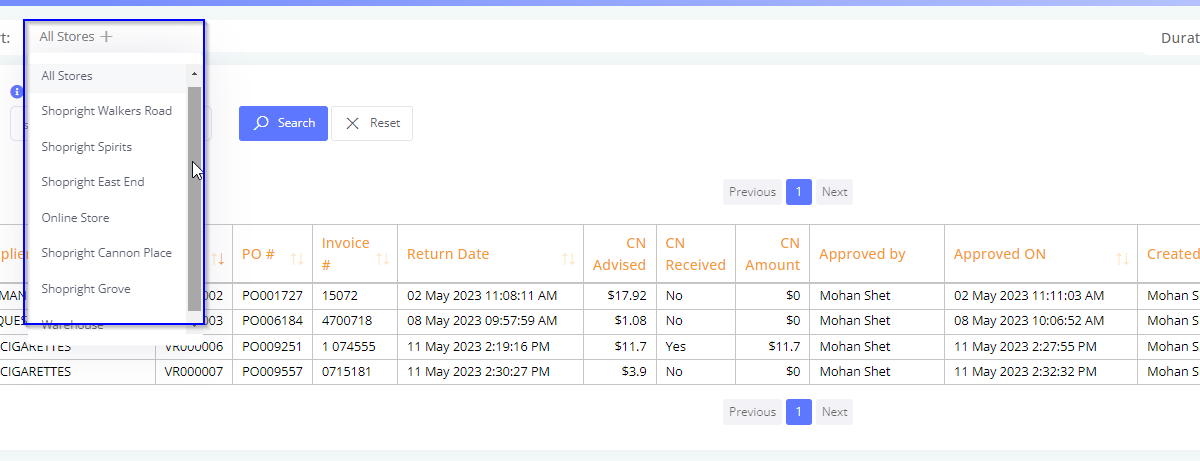 t: All Stores Durat
All Stores
Shopright Walkers Road
Search Reset
Shopright Spirits
Shopright East End
Previous 1 Next
Online Store
plier PO # Invoice # Return Date CN Advised CN Received CN Amount Approved by Approved ON Created
Shopright Cannon Place
Shopright Grove
MAN 002 PO001727 15072 02 May 2023 11:08:11 AM $17.92 No $0 Mohan Shet 02 May 2023 11:11:03 AM Mohan S
Warehouse
QUES 003 PO006184 4700718 08 May 2023 09:57:59 AM $1.08 No $0 Mohan Shet 08 May 2023 10:06:52 AM Mohan S
CIGARETTES VR000006 PO009251 1 074555 11 May 2023 2:19:16 PM $11.7 Yes $11.7 Mohan Shet 11 May 2023 2:27:55 PM Mohan S
CIGARETTES VR000007 PO009557 0715181 11 May 2023 2:30:27 PM $3.9 No $0 Mohan Shet 11 May 2023 2:32:32 PM Mohan S
Previous 1 Next